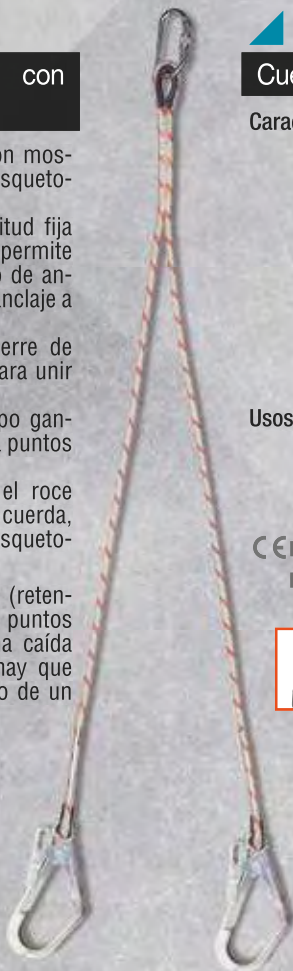 con
on mos-
squeto-
itud fija
permite
o de an-
anclaje a
erre de
ara unir
po gan-
puntos
el roce
cuerda,
squeto-
(reten-
puntos
a caída
hay que
o de un
Cue
Carac
Usos
CE